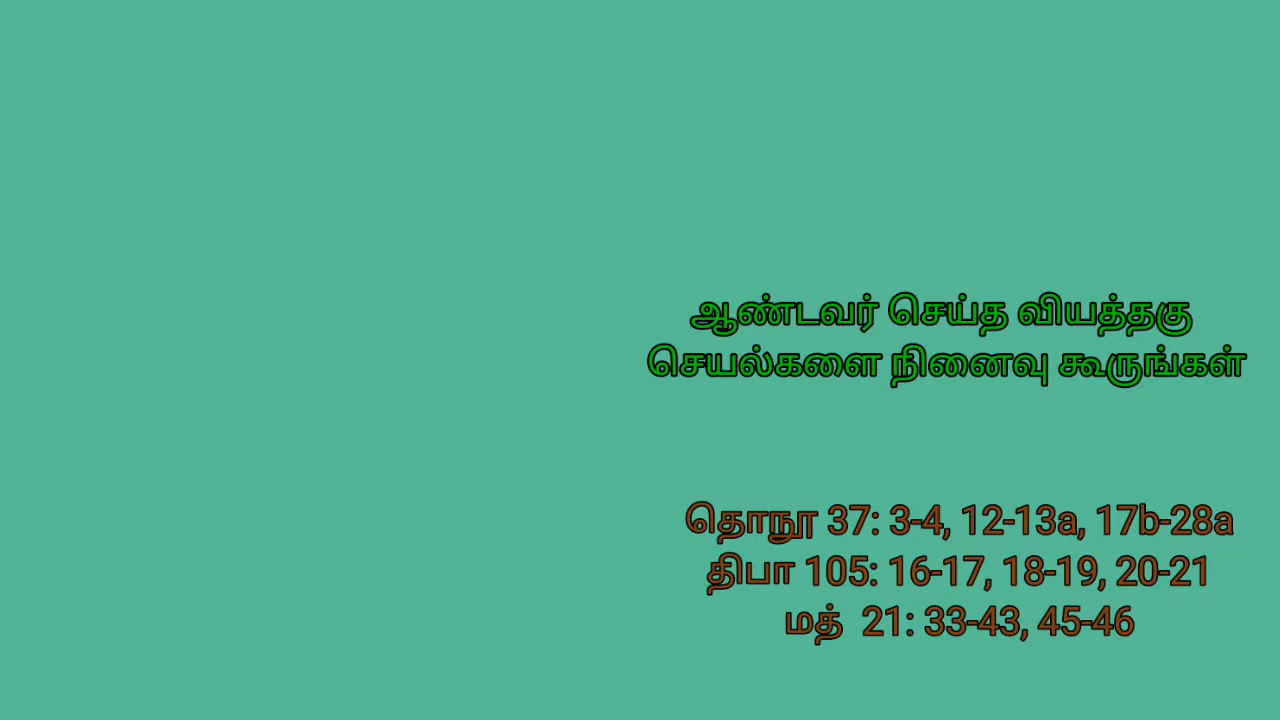 ஆண்டவர் செய்த வியத்தகு
செயல்களை நினைவு கூருங்கள்
தொநூ 37: 3-4, 12-13a, 17b-28a
திபா 105: 16-17, 18-19, 20-21
மத் 21: 33-43, 45-46